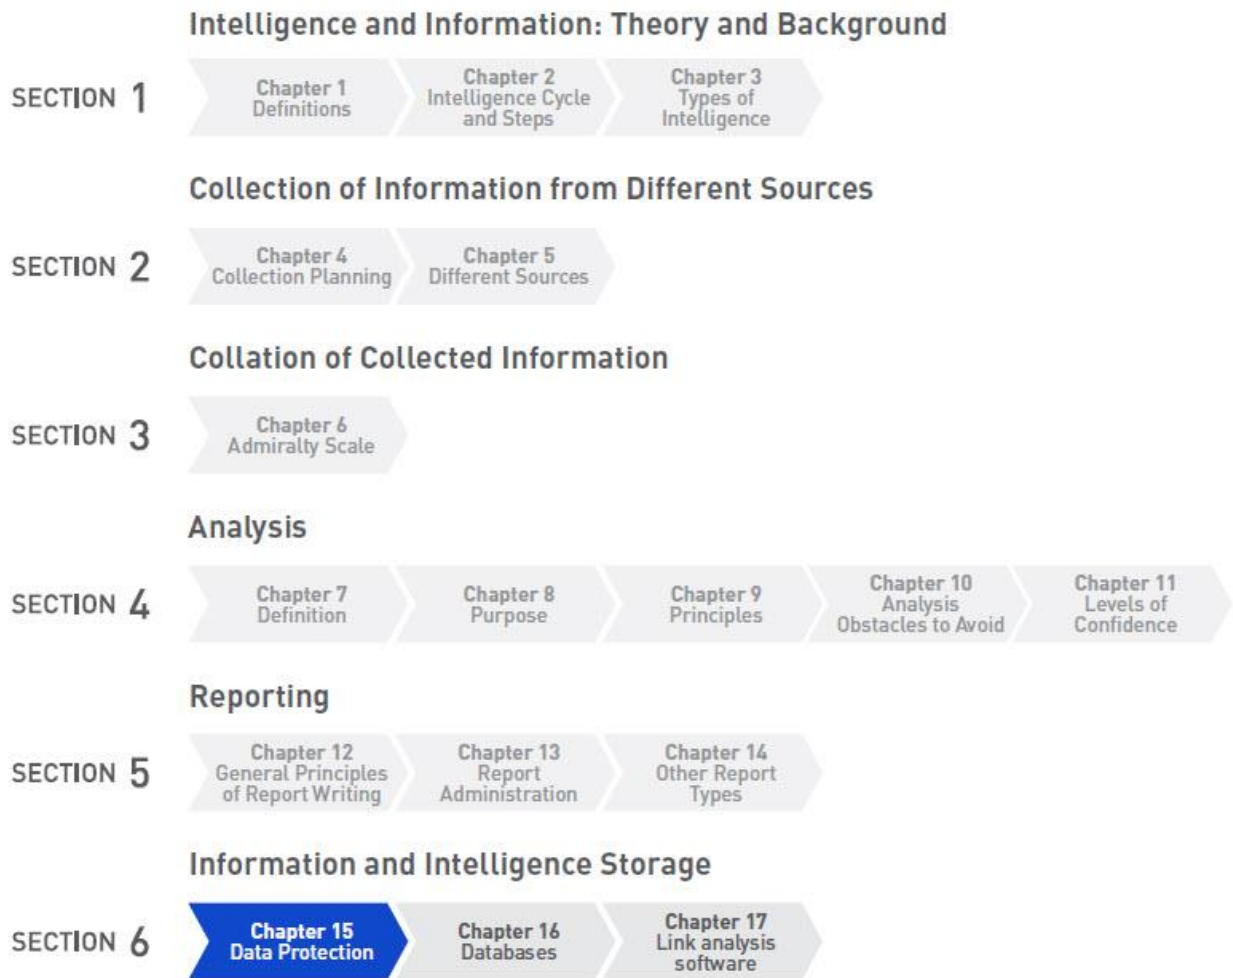 Intelligence and Information: Theory and Background
SECTION 1
Chapter 1
Definitions
Chapter 2
Intelligence Cycle
and Steps
Chapter 3
Types of
Intelligence
Collection of Information from Different Sources
SECTION 2
Chapter 4
Collection Planning
Chapter 5
Different Sources
Collation of Collected Information
SECTION 3
Chapter 6
Admiralty Scale
Analysis
SECTION 4
Chapter 7
Definition
Chapter 8
Purpose
Chapter 9
Principles
Chapter 10
Analysis
Obstacles to Avoid
Chapter 11
Levels of
Confidence
Reporting
SECTION 5
Chapter 12
General Principles
of Report Writing
Chapter 13
Report
Administration
Chapter 14
Other Report
Types
Information and Intelligence Storage
SECTION 6
Chapter 15
Data Protection
Chapter 16
Databases
Chapter 17
Link analysis
software